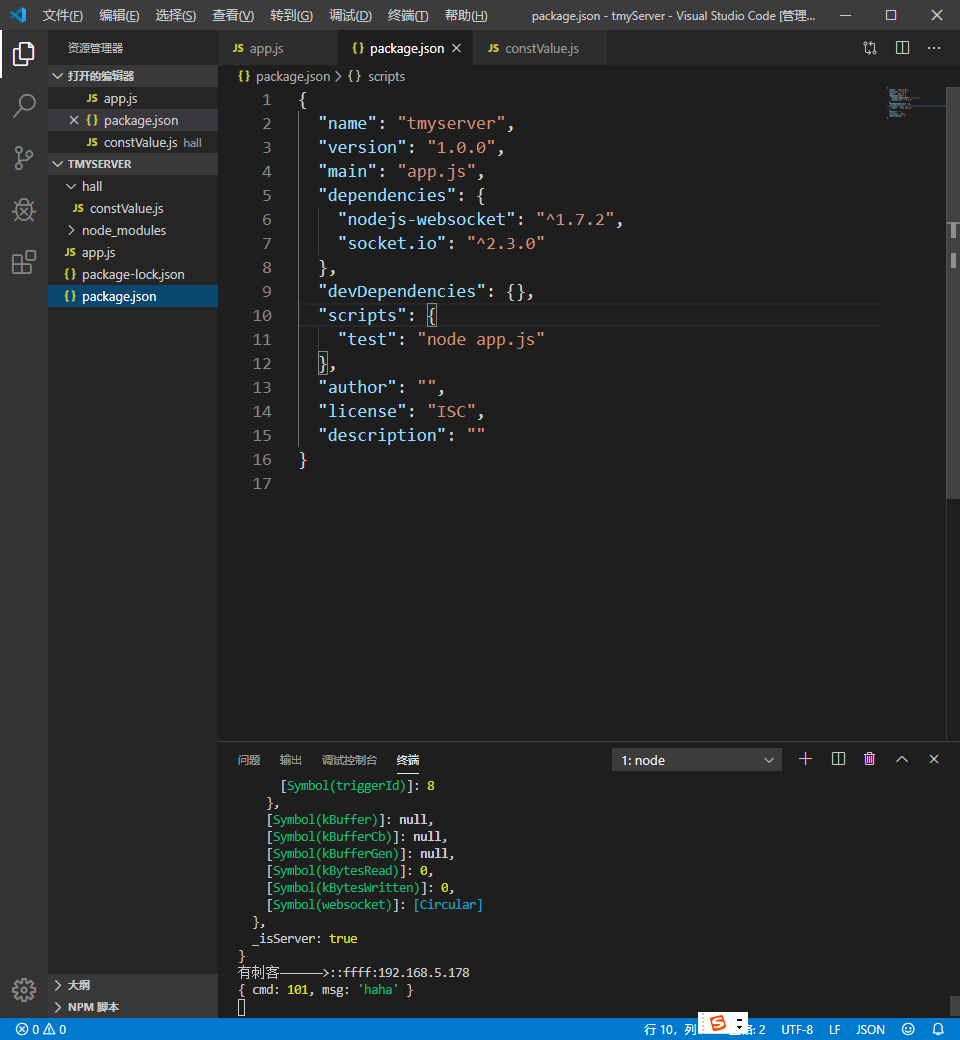 文件(F) 编辑(E) 选择(S) 查看(V) 转到(G) 调试(D) 终端(T) 帮助(H) package.json - tmyServer - Visual Studio Code [管理...
资源管理器
打开的编辑器
JS app.js
{} package.json
JS constValue.js hall
TMYSERVER
hall
JS constValue.js
node_modules
JS app.js
{} package-lock.json
{} package.json
大纲
NPM 脚本
JS app.js {} package.json JS constValue.js
{} package.json > {} scripts
1 {
2 "name": "tmyserver",
3 "version": "1.0.0",
4 "main": "app.js",
5 "dependencies": {
6 "nodejs-websocket": "^1.7.2",
7 "socket.io": "^2.3.0"
8 },
9 "devDependencies": {},
10 "scripts": {
11 "test": "node app.js"
12 },
13 "author": "",
14 "license": "ISC",
15 "description": ""
16 }
17
问题 输出 调试控制台 终端 1: node
[Symbol(triggerId)]: 8
},
[Symbol(kBuffer)]: null,
[Symbol(kBufferCb)]: null,
[Symbol(kBufferGen)]: null,
[Symbol(kBytesRead)]: 0,
[Symbol(kBytesWritten)]: 0,
[Symbol(websocket)]: [Circular]
},
_isServer: true
}
有刺客——————>::ffff:192.168.5.178
{ cmd: 101, msg: 'haha' }
0 0 行 10，列 : 2 UTF-8 LF JSON